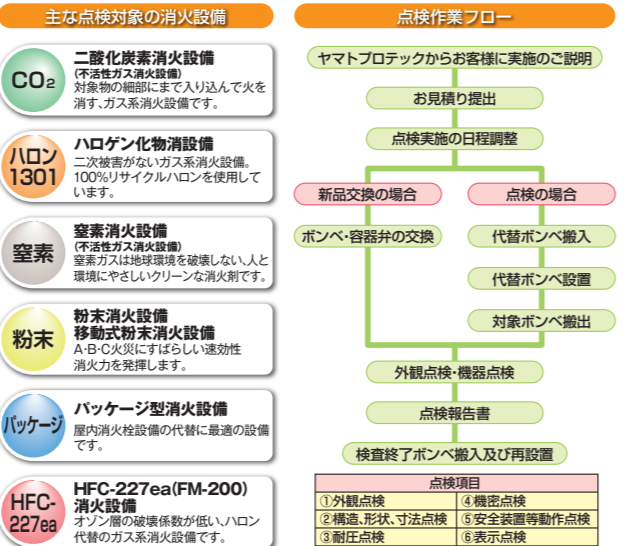 主な点検対象の消火設備
CO₂
二酸化炭素消火設備
(不活性ガス消火設備)
対象物の細部にまで入り込んで火を
消す、ガス系消火設備です。
ハロン
1301
ハロゲン化物消設備
二次被害がないガス系消火設備。
100%リサイクルハロンを使用して
います。
窒素
窒素消火設備
(不活性ガス消火設備)
窒素ガスは地球環境を破壊しない、人と
環境にやさしいクリーンな消火剤です。
粉末
粉末消火設備
移動式粉末消火設備
A・B・C火災にすばらしい速効性
消火力を発揮します。
パッケージ
パッケージ型消火設備
屋内消火栓設備の代替に最適の設備
です。
HFC-
227ea
HFC-227ea(FM-200)
消火設備
オゾン層の破壊係数が低い、ハロン
代替のガス系消火設備です。
点検作業フロー
ヤマトプロテックからお客様に実施のご説明
お見積り提出
点検実施の日程調整
新品交換の場合
点検の場合
ボンベ・容器弁の交換
代替ボンベ搬入
代替ボンベ設置
対象ボンベ搬出
外観点検・機器点検
点検報告書
検査終了ボンベ搬入及び再設置
点検項目
①外観点検
④機密点検
②構造、形状、寸法点検
⑤安全装置等動作点検
③耐圧点検
⑥表示点検